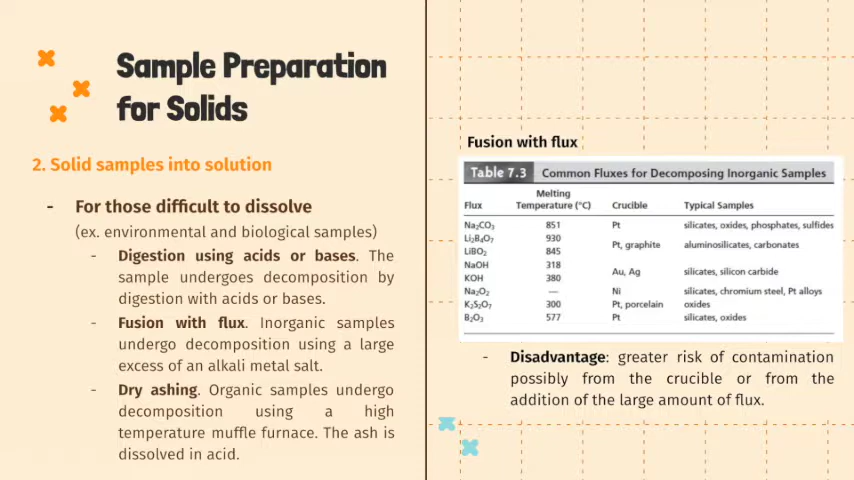 Sample Preparation
for Solids
2. Solid samples into solution
- For those difficult to dissolve
(ex. environmental and biological samples)
- Digestion using acids or bases. The
sample undergoes decomposition by
digestion with acids or bases.
- Fusion with flux. Inorganic samples
undergo decomposition using a large
excess of an alkali metal salt.
- Dry ashing. Organic samples undergo
decomposition using a high
temperature muffle furnace. The ash is
dissolved in acid.
Fusion with flux
Table 7.3 Common Fluxes for Decomposing Inorganic Samples
Melting
Flux Temperature (°C) Crucible Typical Samples
Na₂CO₃ 851 Pt silicates, oxides, phosphates, sulfides
Li₂B₄O₇ 930
Pt, graphite aluminosilicates, carbonates
LiBO₂ 845
NaOH 318
Au, Ag silicates, silicon carbide
KOH 380
Na₂O₂ — Ni silicates, chromium steel, Pt alloys
K₂S₂O₇ 300 Pt, porcelain oxides
B₂O₃ 577 Pt silicates, oxides
- Disadvantage: greater risk of contamination
possibly from the crucible or from the
addition of the large amount of flux.